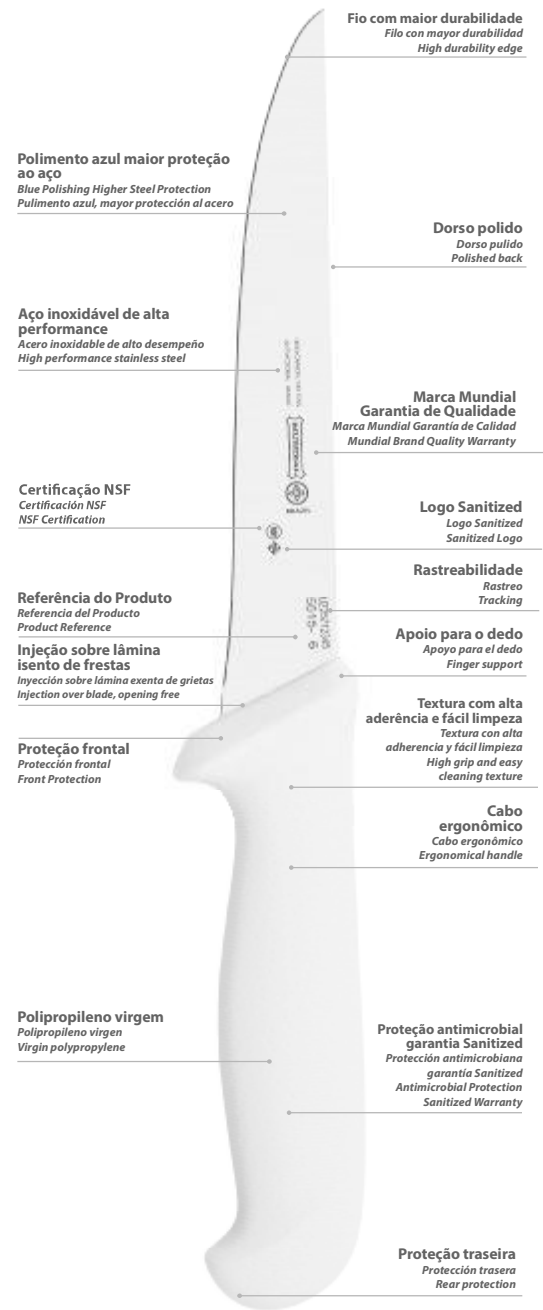 Fio com maior durabilidade
Filo con mayor durabilidad
High durability edge
Polimento azul maior proteção
ao aço
Blue Polishing Higher Steel Protection
Pulimento azul, mayor protección al acero
Dorso polido
Dorso pulido
Polished back
Aço inoxidável de alta
performance
Acero inoxidable de alto desempeño
High performance stainless steel
Marca Mundial
Garantia de Qualidade
Marca Mundial Garantía de Calidad
Mundial Brand Quality Warranty
Certificação NSF
Certificación NSF
NSF Certification
Logo Sanitized
Logo Sanitized
Sanitized Logo
Rastreabilidade
Rastreo
Tracking
Referência do Produto
Referencia del Producto
Product Reference
5515-6
Apoio para o dedo
Apoyo para el dedo
Finger support
Injeção sobre lâmina
isento de frestas
Inyección sobre lámina exenta de grietas
Injection over blade, opening free
Textura com alta
aderência e fácil limpeza
Textura con alta
adherencia y fácil limpieza
High grip and easy
cleaning texture
Proteção frontal
Protección frontal
Front Protection
Cabo
ergonômico
Cabo ergonômico
Ergonomical handle
Polipropileno virgem
Polipropileno virgen
Virgin polypropylene
Proteção antimicrobial
garantia Sanitized
Protección antimicrobiana
garantía Sanitized
Antimicrobial Protection
Sanitized Warranty
Proteção traseira
Protección trasera
Rear protection